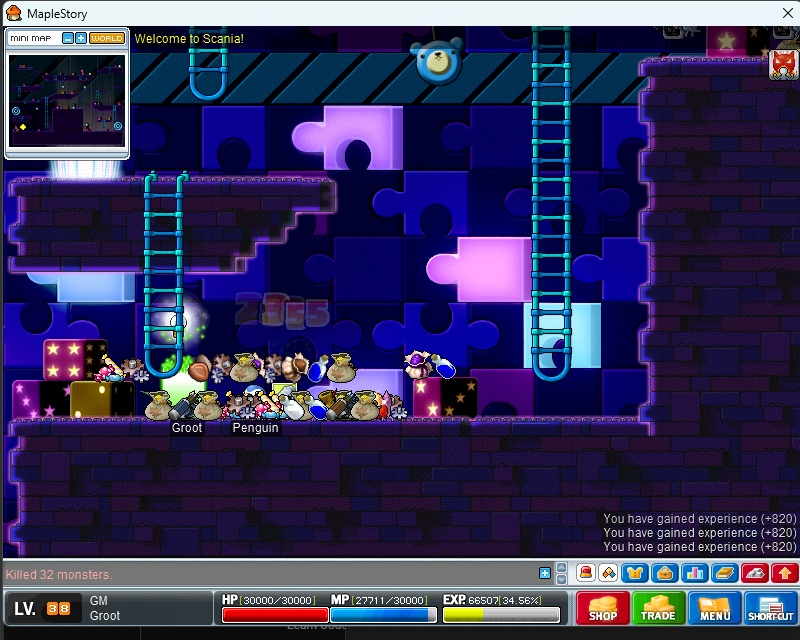 MapleStory
MINI MAP
WORLD
Welcome to Scania!
Groot
Penguin
You have gained experience (+820)
You have gained experience (+820)
You have gained experience (+820)
Killed 32 monsters.
LV. 38
GM
Groot
HP[30000/30000]
MP[27711/30000]
EXP.66507[34.56%]
SHOP
TRADE
MENU
SHORTCUT